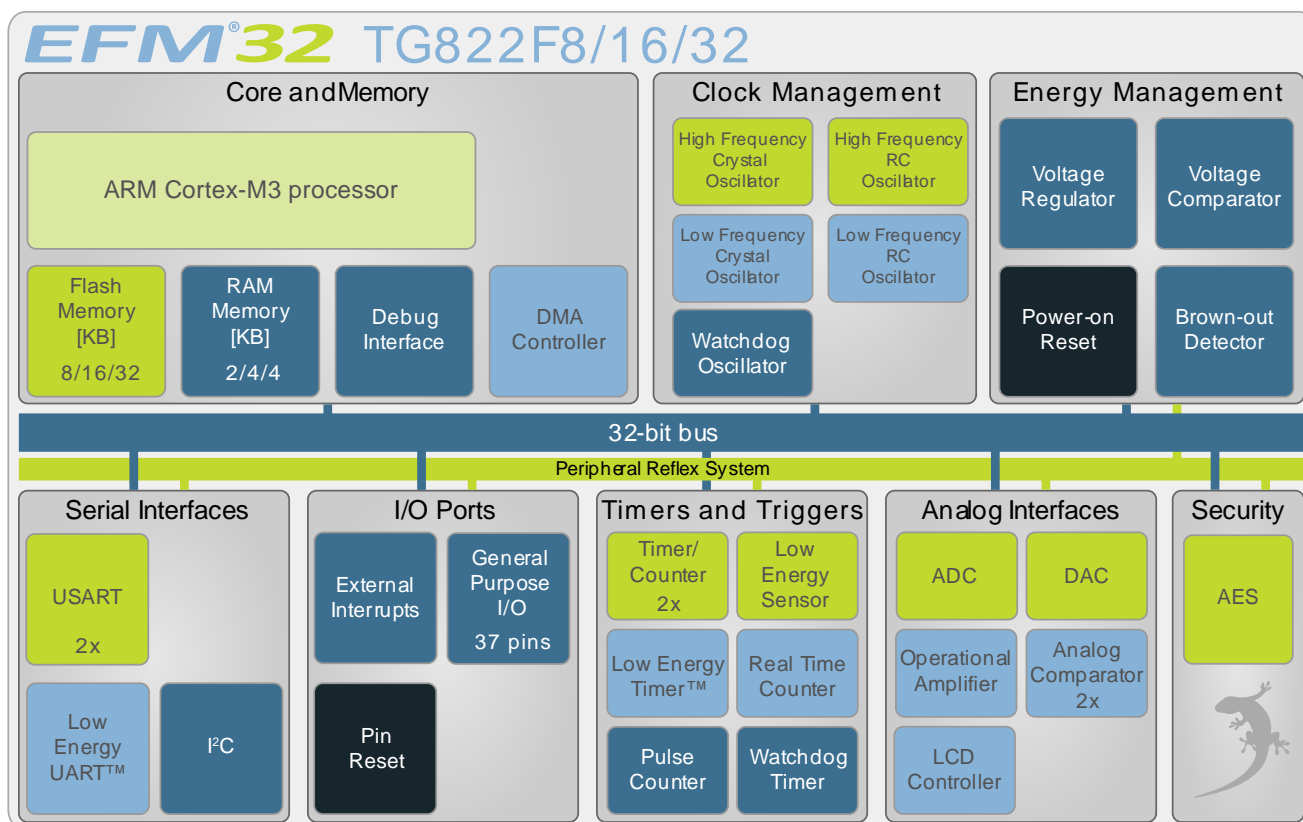 EFM®32 TG822F8/16/32
Core and Memory
ARM Cortex-M3 processor
Flash
Memory
[KB]
8/16/32
RAM
Memory
[KB]
2/4/4
Debug
Interface
DMA
Controller
Clock Management
High Frequency
Crystal
Oscillator
High Frequency
RC
Oscillator
Low Frequency
Crystal
Oscillator
Low Frequency
RC
Oscillator
Watchdog
Oscillator
Energy Management
Voltage
Regulator
Voltage
Comparator
Power-on
Reset
Brown-out
Detector
32-bit bus
Peripheral Reflex System
Serial Interfaces
USART
2x
Low
Energy
UART™
I²C
I/O Ports
External
Interrupts
General
Purpose
I/O
37 pins
Pin
Reset
Timers and Triggers
Timer/
Counter
2x
Low
Energy
Sensor
Low Energy
Timer™
Real Time
Counter
Pulse
Counter
Watchdog
Timer
Analog Interfaces
ADC
DAC
Operational
Amplifier
Analog
Comparator
2x
LCD
Controller
Security
AES